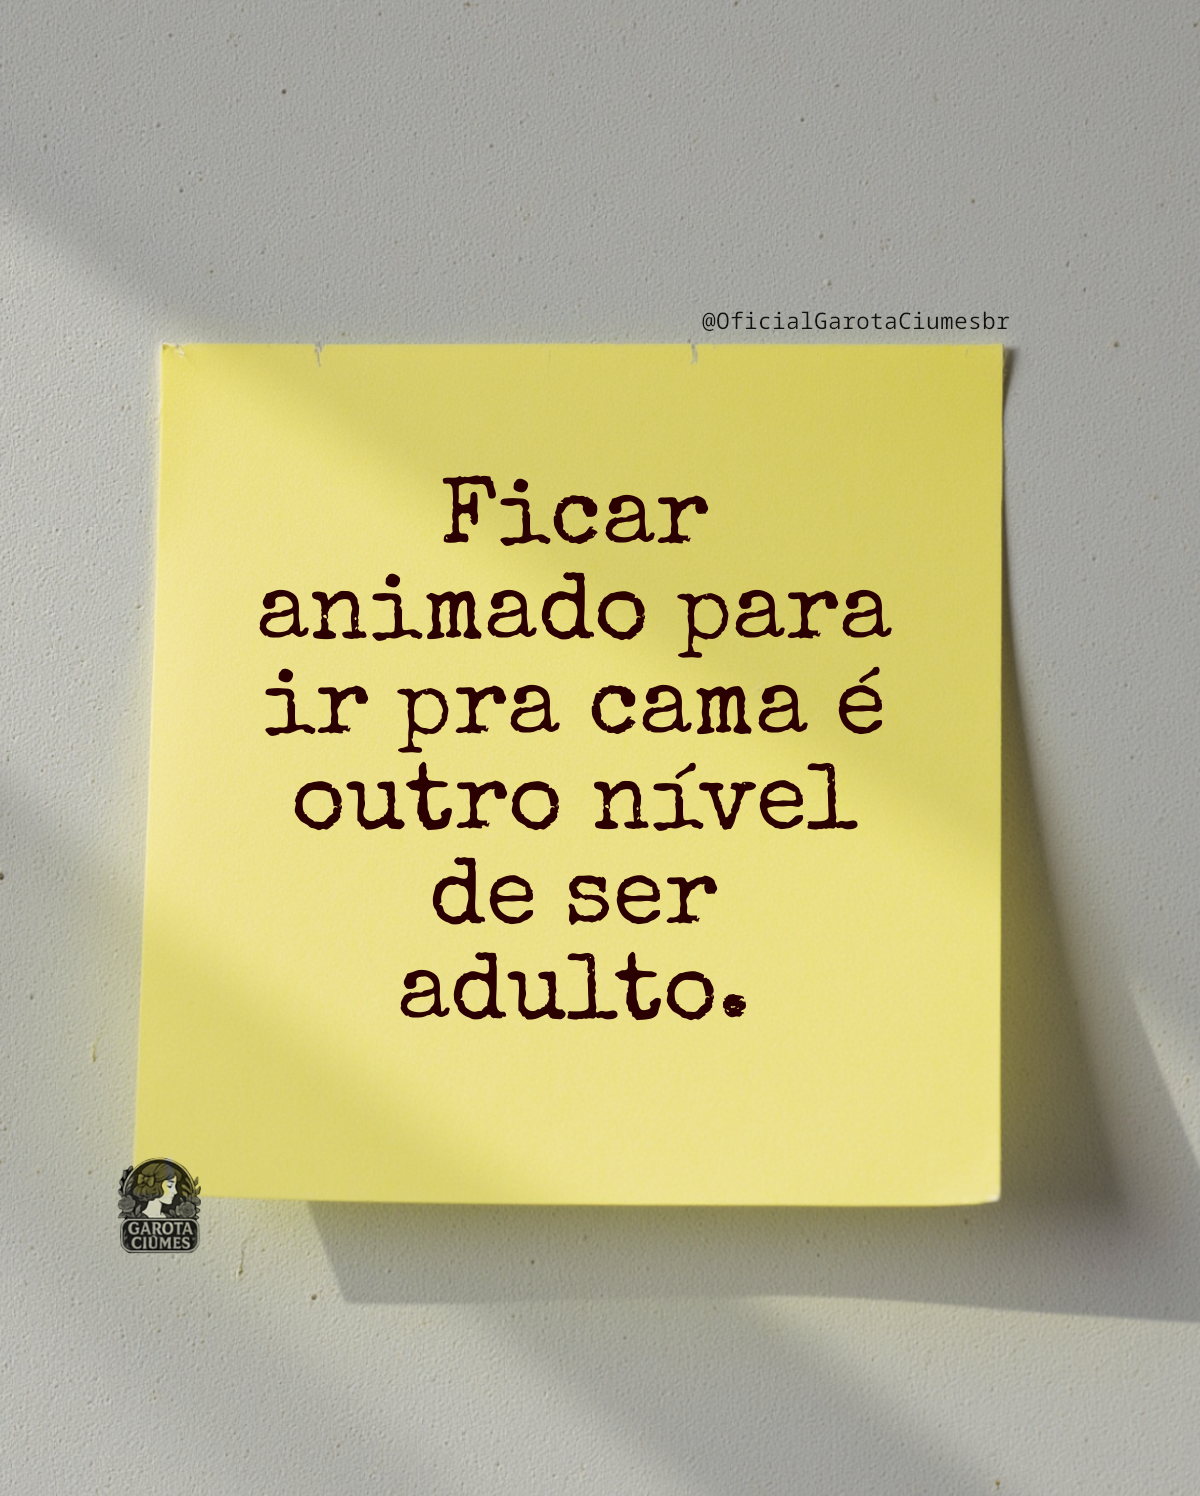 @OficialGarotaCiumesbr
Ficar
animado para
ir pra cama é
outro nível
de ser
adulto.
GAROTA
CIÚMES